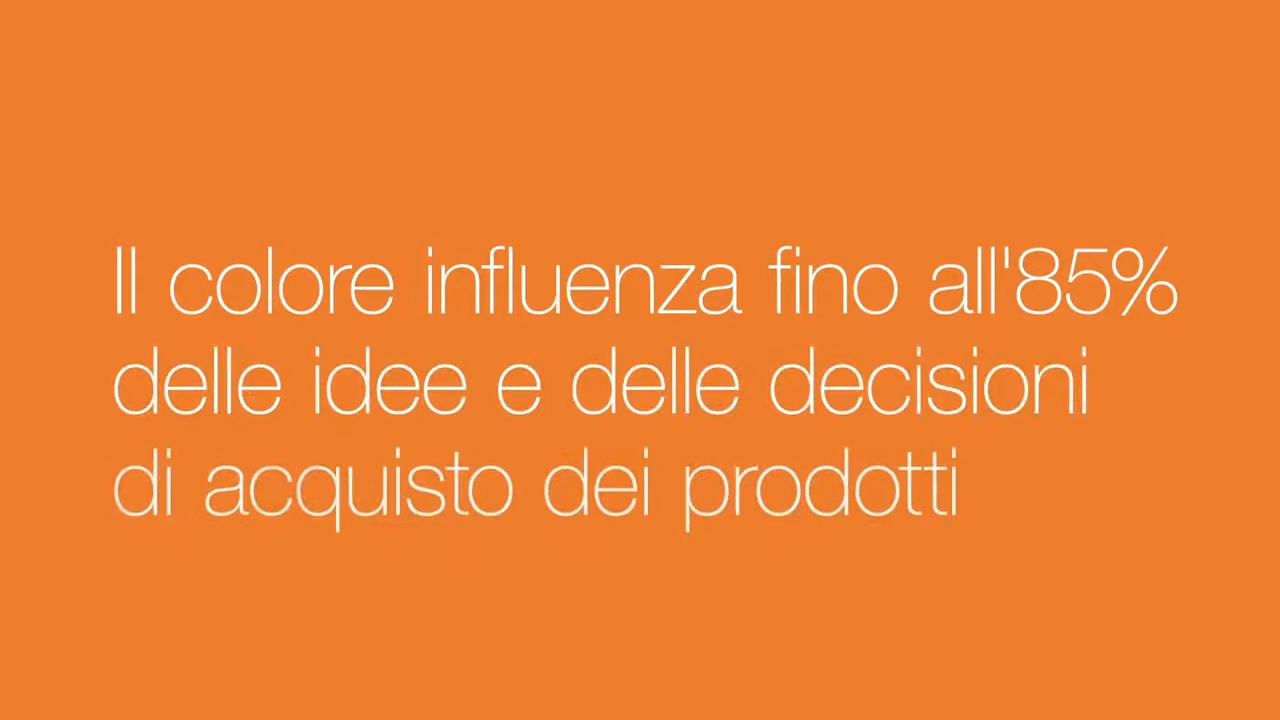 Il colore influenza fino all'85%
delle idee e delle decisioni
di acquisto dei prodotti